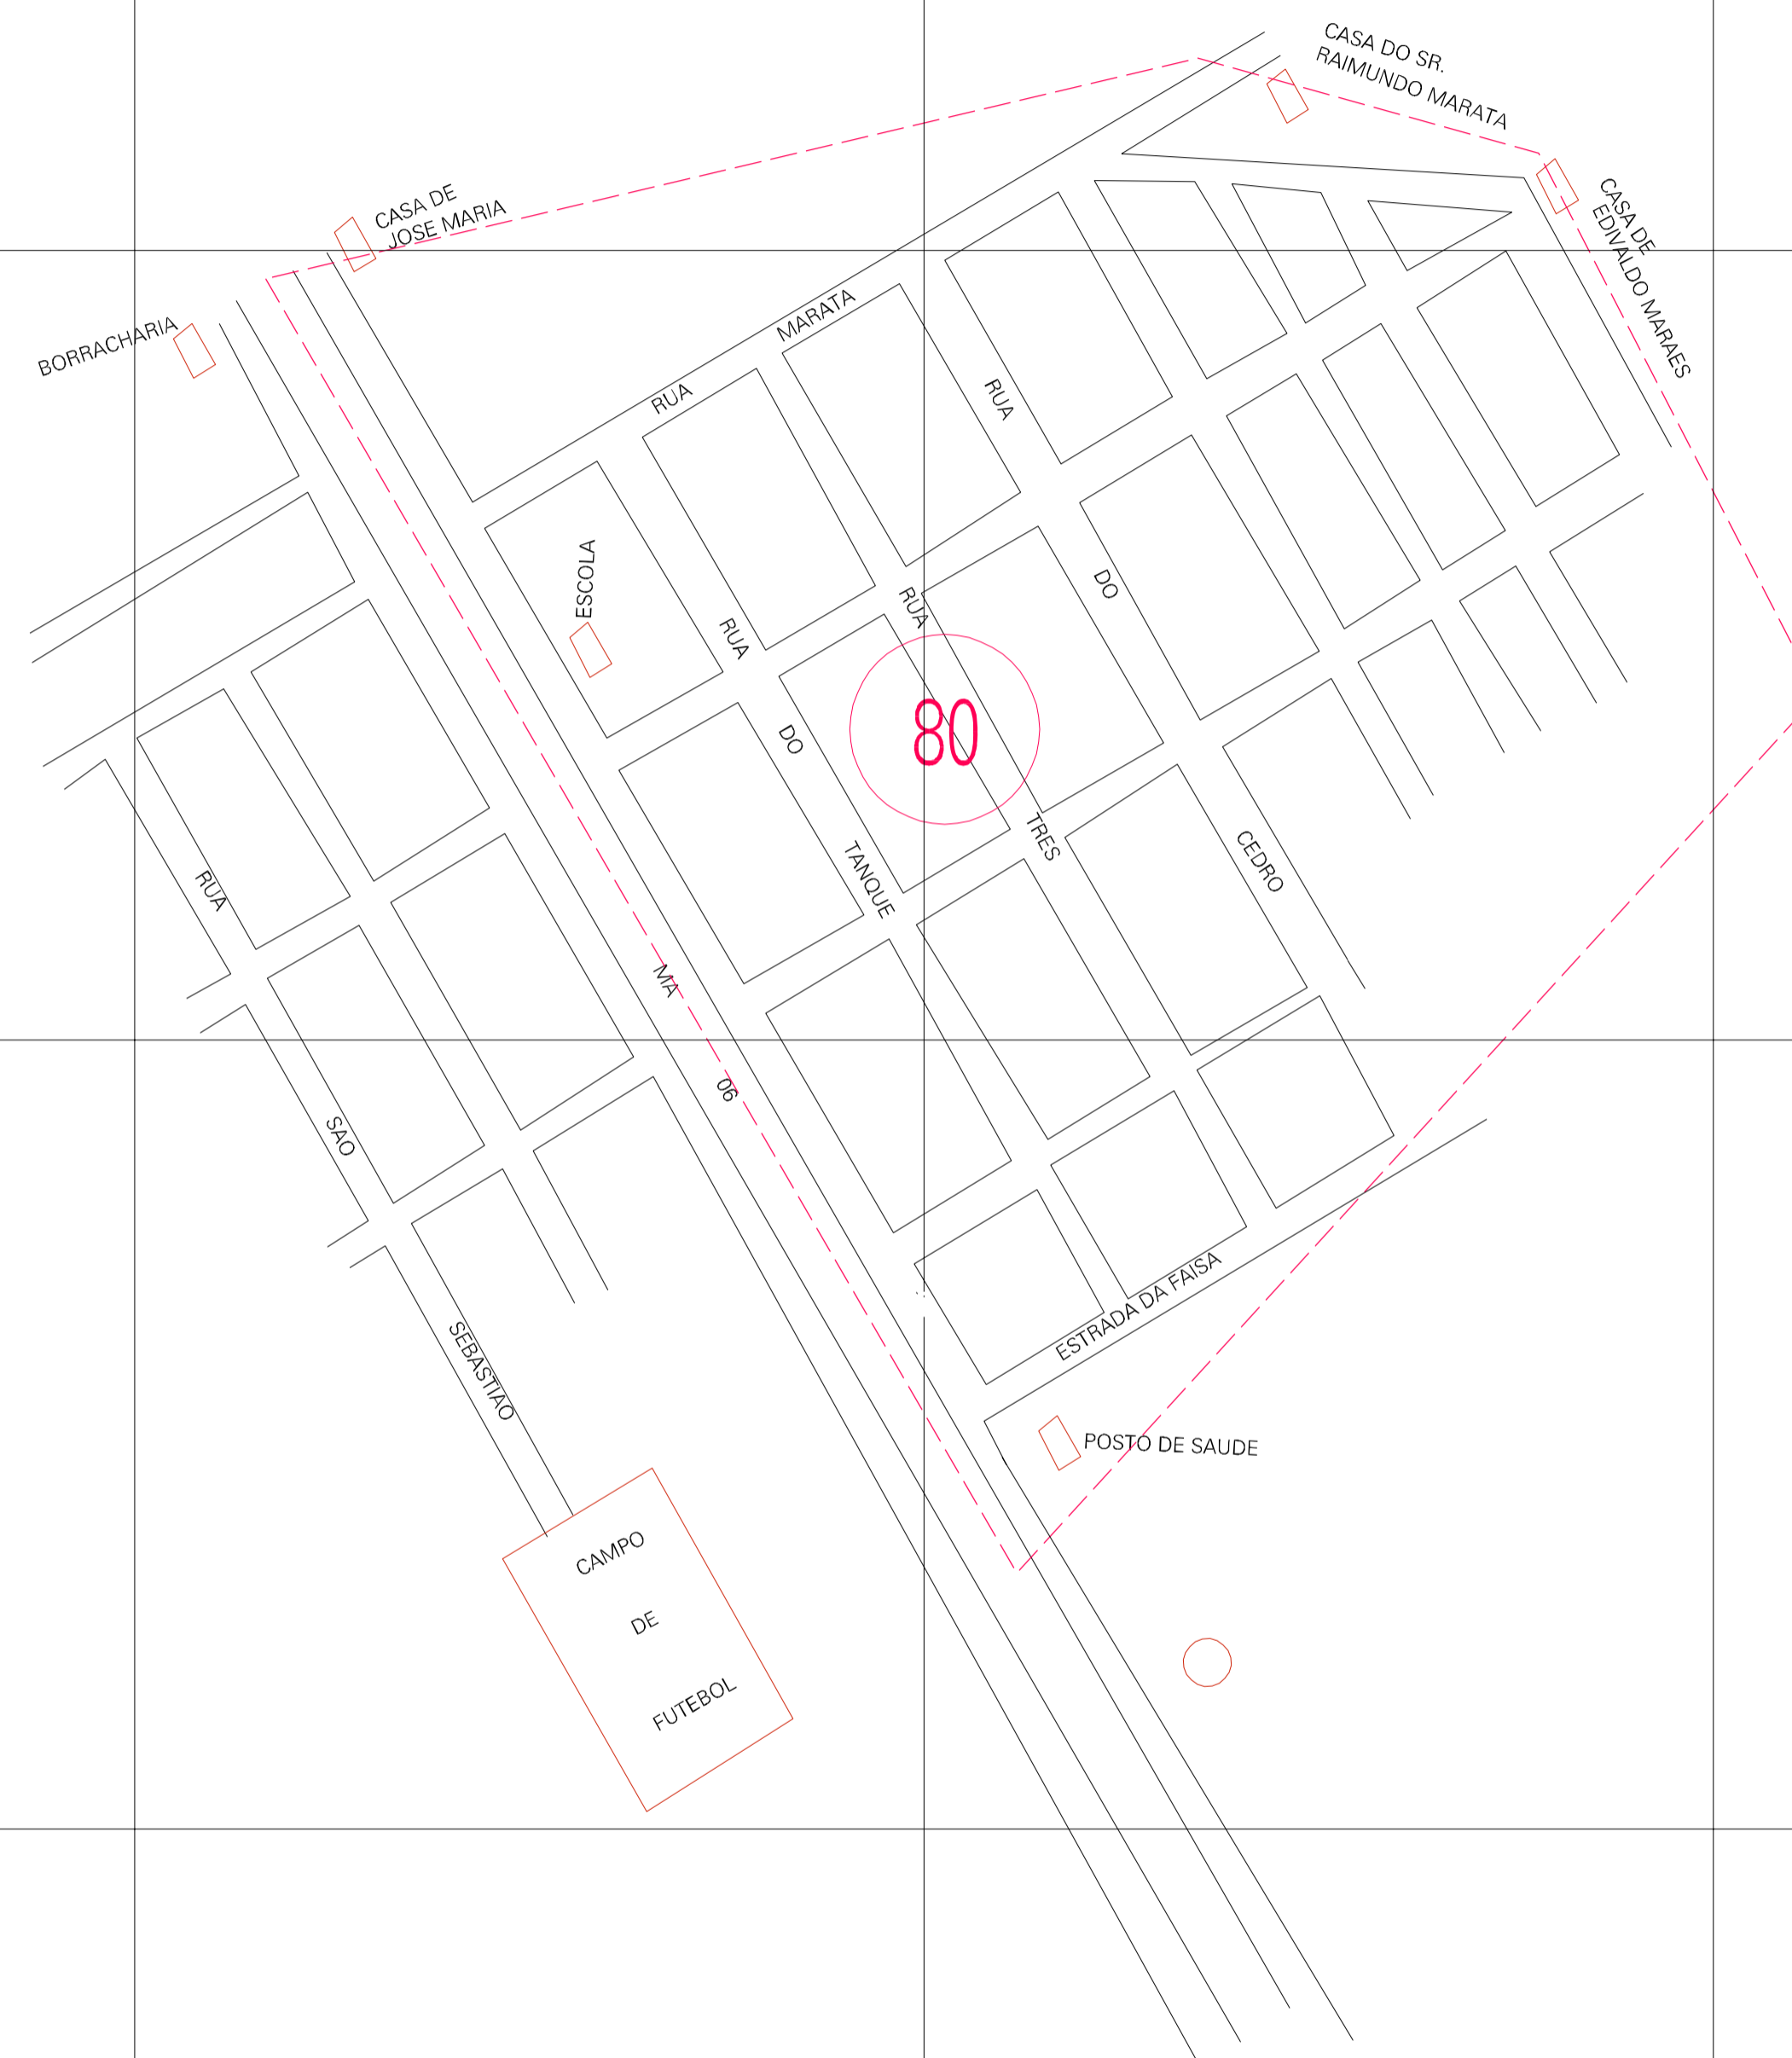 CASA DO SR.
RAIMUNDO MARATA
CASA DE
JOSE MARIA
CASA DE
EDIVALDO MARAES
BORRACHARIA
RUA MARATA
ESCOLA
RUA DO CEDRO
RUA TRES
RUA DO TANQUE
80
MA 06
RUA SAO SEBASTIAO
ESTRADA DA FAISA
POSTO DE SAUDE
CAMPO
DE
FUTEBOL